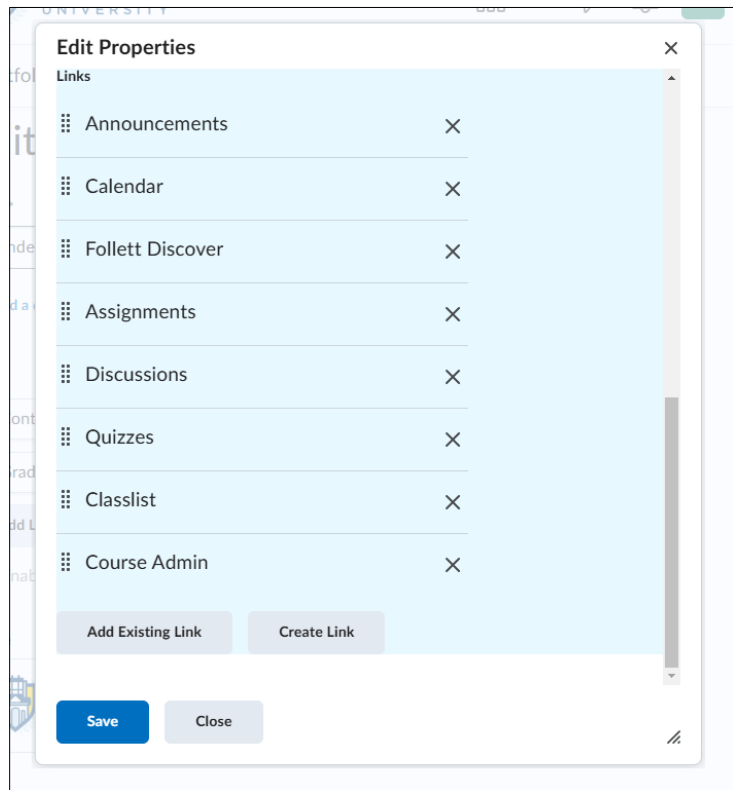 UNIVERSITY
Edit Properties
Links
Announcements
Calendar
Follett Discover
Assignments
Discussions
Quizzes
Classlist
Course Admin
Add Existing Link
Create Link
Save
Close